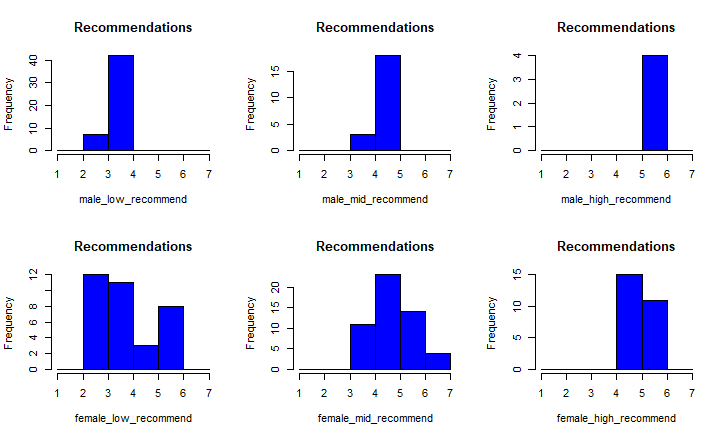 Recommendations Recommendations Recommendations
Frequency
0 10 20 30 40
1 2 3 4 5 6 7
male_low_recommend
Frequency
0 5 10 15
1 2 3 4 5 6 7
male_mid_recommend
Frequency
0 1 2 3 4
1 2 3 4 5 6 7
male_high_recommend
Recommendations Recommendations Recommendations
Frequency
0 2 4 6 8 12
1 2 3 4 5 6 7
female_low_recommend
Frequency
0 5 10 15 20
1 2 3 4 5 6 7
female_mid_recommend
Frequency
0 5 10 15
1 2 3 4 5 6 7
female_high_recommend